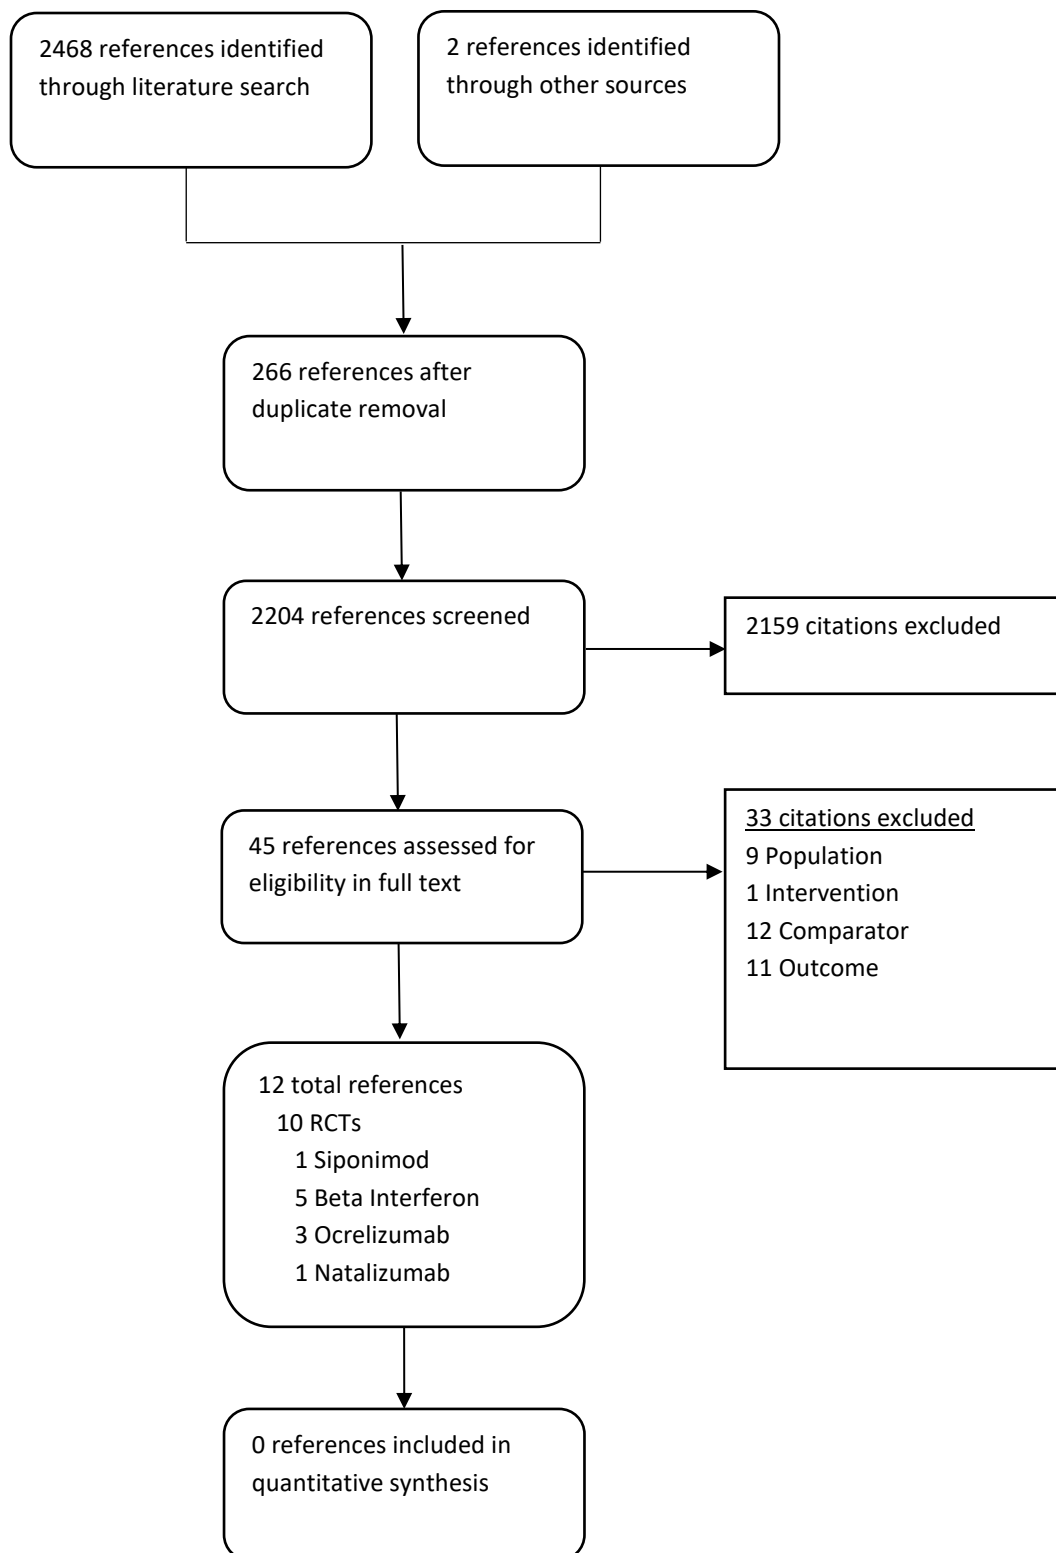 2468 references identified
through literature search
2 references identified
through other sources
266 references after
duplicate removal
2204 references screened
2159 citations excluded
45 references assessed for
eligibility in full text
33 citations excluded
9 Population
1 Intervention
12 Comparator
11 Outcome
12 total references
10 RCTs
1 Siponimod
5 Beta Interferon
3 Ocrelizumab
1 Natalizumab
0 references included in
quantitative synthesis